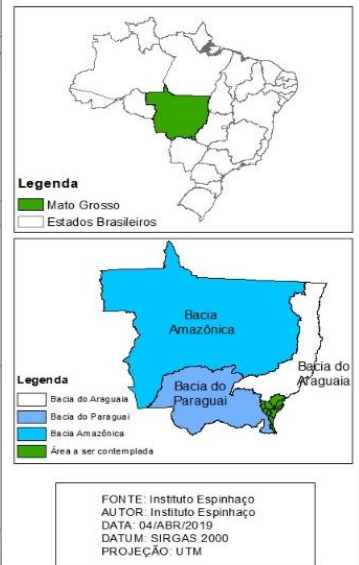 Legenda
Mato Grosso
Estados Brasileiros
Bacia
Amazônica
Bacia do
Araguaia
Bacia do
Paraguai
Legenda
Bacia do Araguaia
Bacia do Paraguai
Bacia Amazônica
Área a ser contemplada
FONTE: Instituto Espinhaço
AUTOR: Instituto Espinhaço
DATA: 04/ABR/2019
DATUM: SIRGAS 2000
PROJEÇÃO: UTM